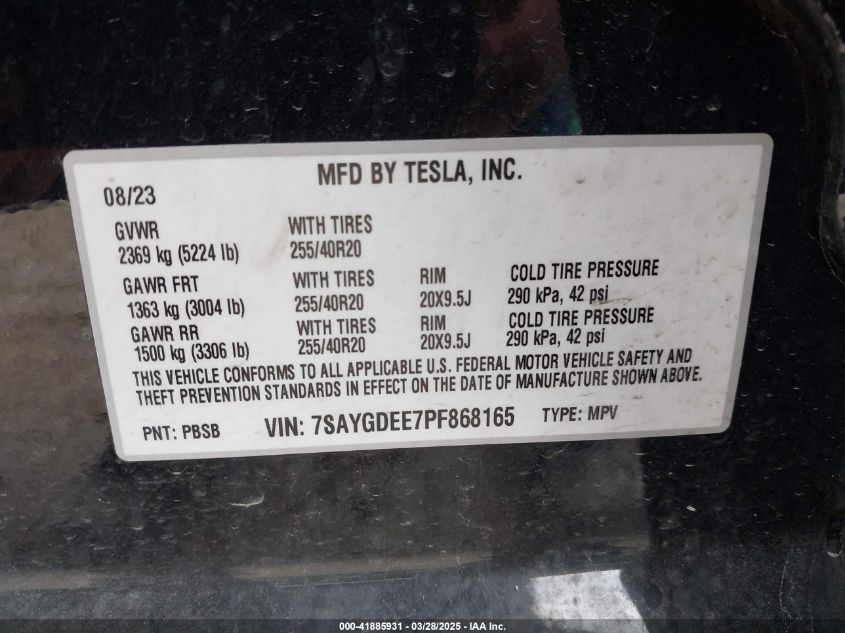 MFD BY TESLA, INC.
08/23
GVWR WITH TIRES
2369 kg (5224 lb) 255/40R20
GAWR FRT WITH TIRES RIM COLD TIRE PRESSURE
1363 kg (3004 lb) 255/40R20 20X9.5J 290 kPa, 42 psi
GAWR RR WITH TIRES RIM COLD TIRE PRESSURE
1500 kg (3306 lb) 255/40R20 20X9.5J 290 kPa, 42 psi
THIS VEHICLE CONFORMS TO ALL APPLICABLE U.S. FEDERAL MOTOR VEHICLE SAFETY AND
THEFT PREVENTION STANDARDS IN EFFECT ON THE DATE OF MANUFACTURE SHOWN ABOVE.
PNT: PBSB VIN: 7SAYGDEE7PF868165 TYPE: MPV
000-41885931 - 03/28/2025 - IAA Inc.